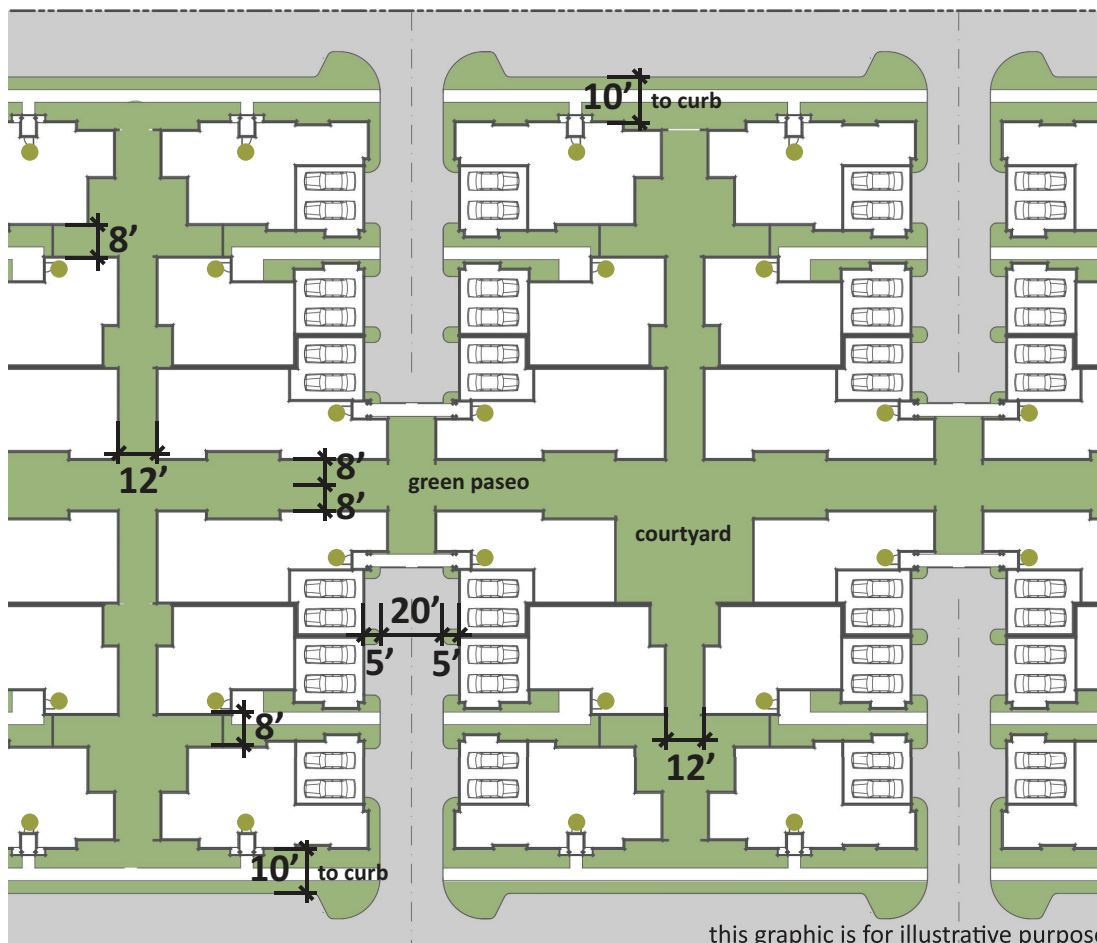 10’ to curb
8’
12’
8’
green paseo
8’
courtyard
20’
5’
5’
8’
12’
10’ to curb
this graphic is for illustrative purpose